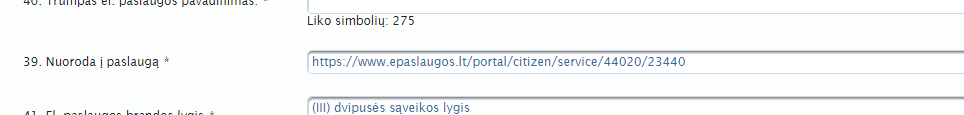 40. Trumpas el. paslaugos pavadinimas: *
Liko simbolių: 275
39. Nuoroda į paslaugą *
https://www.epaslaugos.lt/portal/citizen/service/44020/23440
41. El. paslaugos brandos lygis *
(III) dvipusės sąveikos lygis